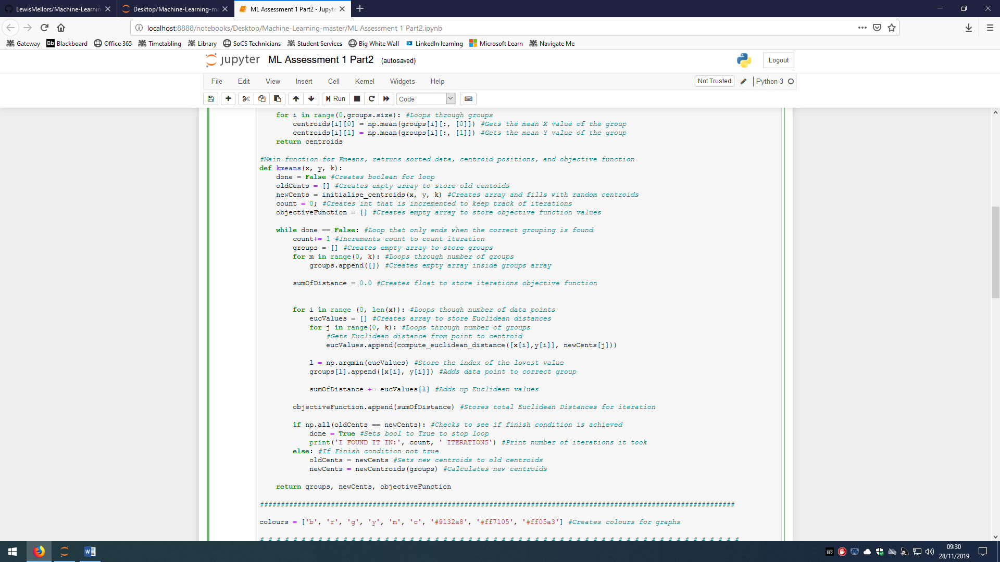 LewisMellors/Machine-Learnin
Desktop/Machine-Learning-ma
ML Assessment 1 Part2 - Jupyte
localhost:8888/notebooks/Desktop/Machine-Learning-master/ML Assessment 1 Part2.ipynb
Gateway Bb Blackboard Office 365 Timetabling Library SoCS Technicians Student Services Big White Wall LinkedIn learning Microsoft Learn Navigate Me
jupyter ML Assessment 1 Part2 (autosaved) Logout
File Edit View Insert Cell Kernel Widgets Help Not Trusted Python 3
Run Code
for i in range(0,groups.size): #Loops through groups
centroids[i][0] = np.mean(groups[i][:, [0]]) #Gets the mean X value of the group
centroids[i][1] = np.mean(groups[i][:, [1]]) #Gets the mean Y value of the group
return centroids
#Main function for Kmeans, retruns sorted data, centroid positions, and objective function
def kmeans(x, y, k):
done = False #Creates boolean for loop
oldCents = [] #Creates empty array to store old centoids
newCents = initialise_centroids(x, y, k) #Creates array and fills with random centroids
count = 0; #Creates int that is incremented to keep track of iterations
objectiveFunction = [] #Creates empty array to store objective function values
while done == False: #Loop that only ends when the correct grouping is found
count+= 1 #Increments count to count iteration
groups = [] #Creates empty array to store groups
for m in range(0, k): #Loops through number of groups
groups.append([]) #Creates empty array inside groups array
sumOfDistance = 0.0 #Creates float to store iterations objective function
for i in range (0, len(x)): #Loops though number of data points
eucValues = [] #Creates array to store Euclidean distances
for j in range(0, k): #Loops through number of groups
#Gets Euclidean distance from point to centroid
eucValues.append(compute_euclidean_distance([x[i],y[i]], newCents[j]))
l = np.argmin(eucValues) #Store the index of the lowest value
groups[l].append([x[i], y[i]]) #Adds data point to correct group
sumOfDistance += eucValues[l] #Adds up Euclidean values
objectiveFunction.append(sumOfDistance) #Stores total Euclidean Distances for iteration
if np.all(oldCents == newCents): #Checks to see if finish condition is achieved
done = True #Sets bool to True to stop loop
print('I FOUND IT IN:', count, ' ITERATIONS') #Print number of iterations it took
else: #If Finish condition not true
oldCents = newCents #Sets new centroids to old centroids
newCents = newCentroids(groups) #Calculates new centroids
return groups, newCents, objectiveFunction
##################################################################################################################
colours = ['b', 'r', 'g', 'y', 'm', 'c', '#9132a8', '#ff7105', '#ff05a3'] #Creates colours for graphs
# # # # # # # # # # # # # # # # # # # # # # # # # # # # # # # # # # # # # # # # # # # # # # # # # # # # # # # # # #
SSD
09:30
28/11/2019